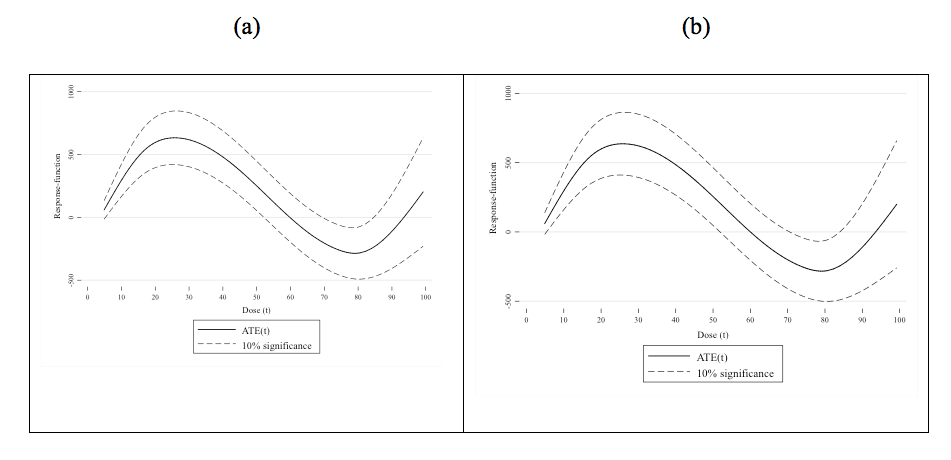 (a)
(b)
1000
500
0
-500
Response-function
0 10 20 30 40 50 60 70 80 90 100
Dose (t)
ATE(t)
10% significance
1000
500
0
-500
Response-function
0 10 20 30 40 50 60 70 80 90 100
Dose (t)
ATE(t)
10% significance